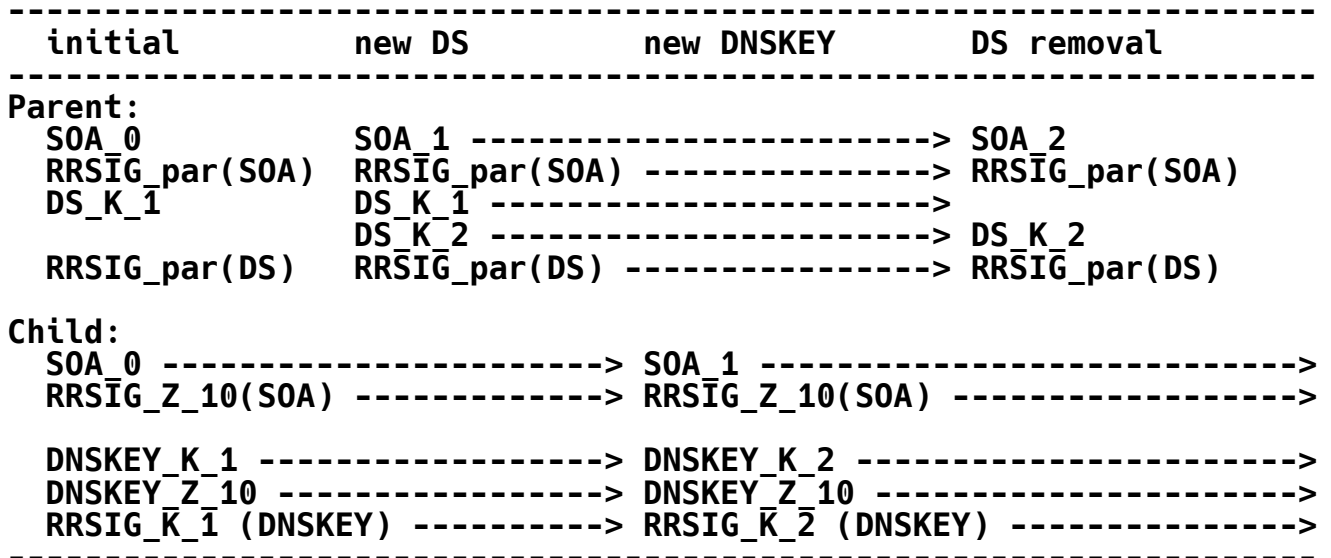 --------------------------------------------------------------------
  initial         new DS         new DNSKEY       DS removal
--------------------------------------------------------------------
Parent:
  SOA_0           SOA_1 ------------------------> SOA_2
  RRSIG_par(SOA)  RRSIG_par(SOA) ---------------> RRSIG_par(SOA)
  DS_K_1          DS_K_1 ----------------------->
                  DS_K_2 -----------------------> DS_K_2
  RRSIG_par(DS)   RRSIG_par(DS) ----------------> RRSIG_par(DS)

Child:
  SOA_0 -----------------------> SOA_1 ---------------------------->
  RRSIG_Z_10(SOA) -------------> RRSIG_Z_10(SOA) ------------------>

  DNSKEY_K_1 ------------------> DNSKEY_K_2 ----------------------->
  DNSKEY_Z_10 -----------------> DNSKEY_Z_10 ---------------------->
  RRSIG_K_1 (DNSKEY) ----------> RRSIG_K_2 (DNSKEY) --------------->
--------------------------------------------------------------------